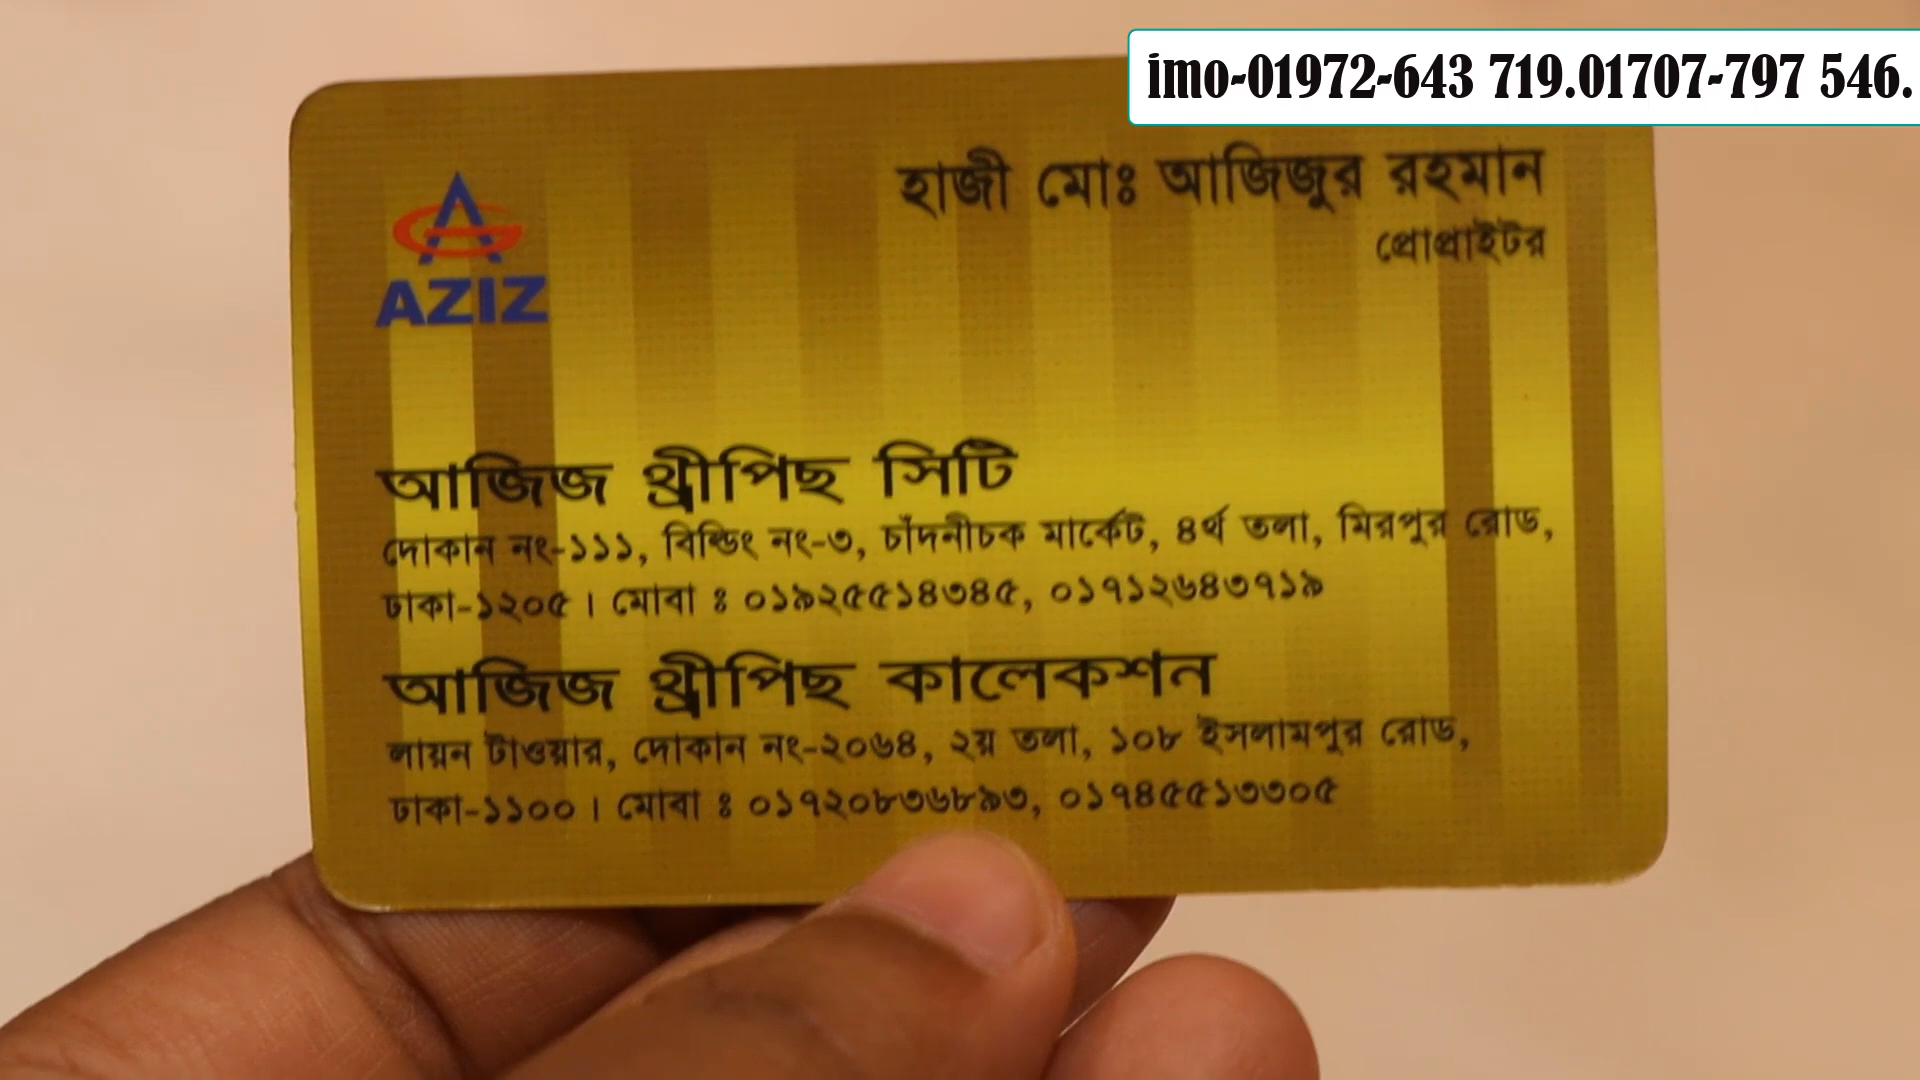 imo-01972-643 719.01707-797 546.
হাজী মোঃ আজিজুর রহমান
প্রোপ্রাইটর
AZIZ
আজিজ থ্রীপিছ সিটি
দোকান নং-১১১, বিল্ডিং নং-৩, চাঁদনীচক মার্কেট, ৪র্থ তলা, মিরপুর রোড,
ঢাকা-১২০৫ । মোবা ঃ ০১৯২৫৫১৪৩৪৫, ০১৭১২৬৪৩৭১৯
আজিজ থ্রীপিছ কালেকশন
লায়ন টাওয়ার, দোকান নং-২০৬৪, ২য় তলা, ১০৮ ইসলামপুর রোড,
ঢাকা-১১০০ । মোবা ঃ ০১৭২০৮৩৬৮৯৩, ০১৭৪৫৫১৩৩০৫